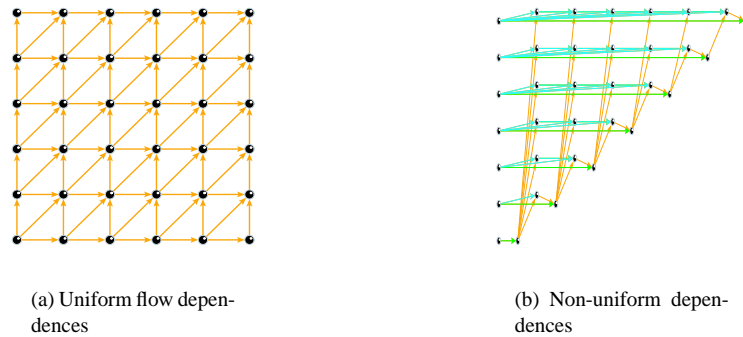 (a) Uniform flow depen-
dences
(b) Non-uniform depen-
dences